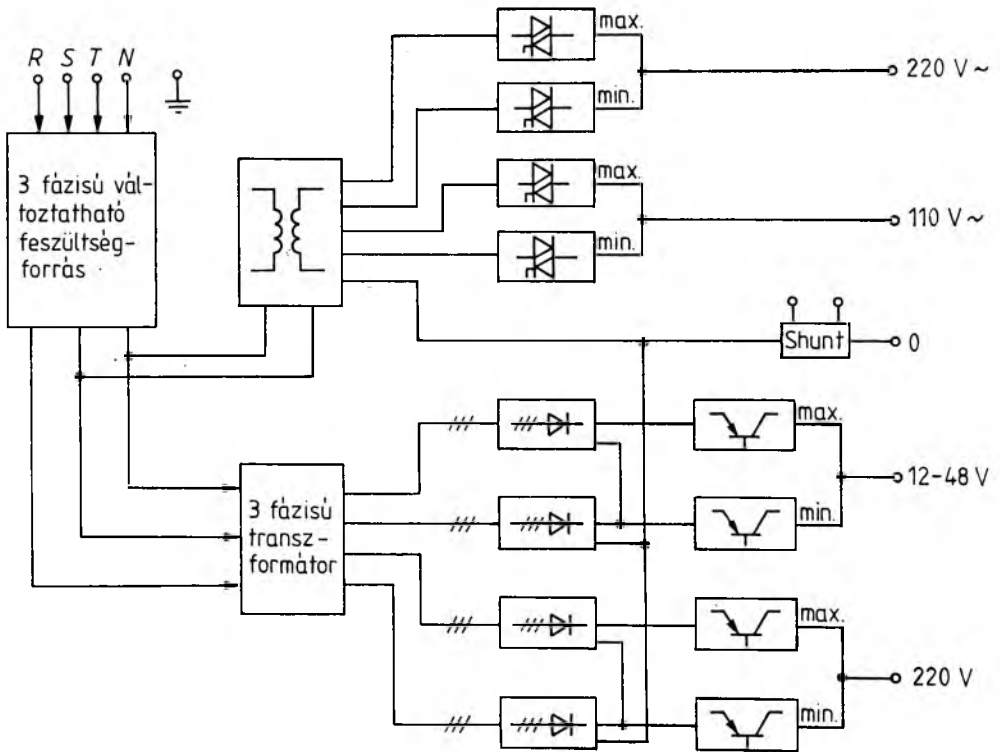 R S T N
3 fázisú vál-
toztatható
feszültség-
forrás
max.
min.
220 V ~
max.
min.
110 V ~
Shunt
0
3 fázisú
transz-
formátor
max.
min.
12-48 V
max.
min.
220 V